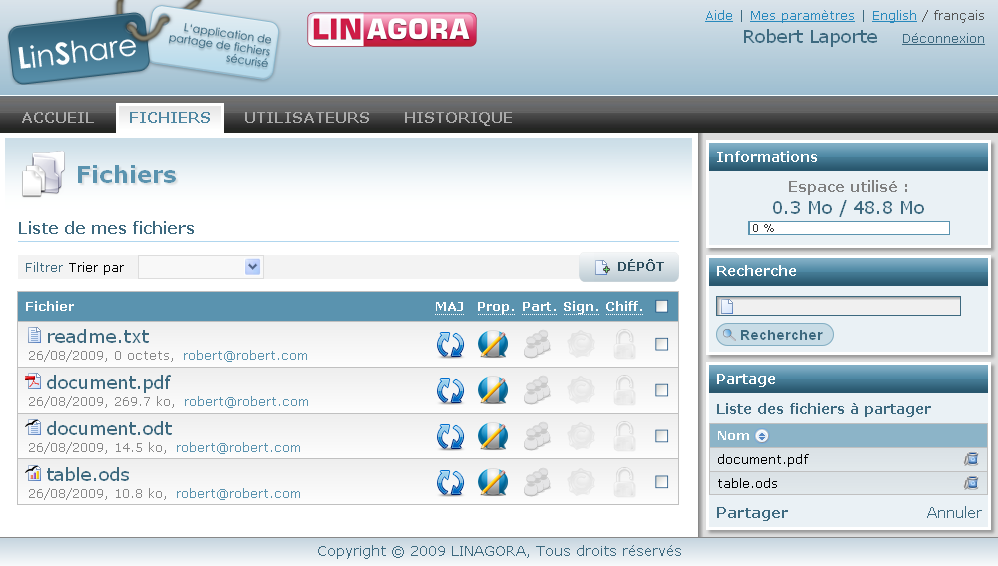 LinShare
L'application de
partage de fichiers
sécurisé
LINAGORA
Aide | Mes paramètres | English / français
Robert Laporte Déconnexion
ACCUEIL FICHIERS UTILISATEURS HISTORIQUE
Fichiers
Liste de mes fichiers
Filtrer Trier par
DÉPÔT
Fichier MAJ Prop. Part. Sign. Chiff.
readme.txt
26/08/2009, 0 octets, robert@robert.com
document.pdf
26/08/2009, 269.7 ko, robert@robert.com
document.odt
26/08/2009, 14.5 ko, robert@robert.com
table.ods
26/08/2009, 10.8 ko, robert@robert.com
Informations
Espace utilisé :
0.3 Mo / 48.8 Mo
0 %
Recherche
Rechercher
Partage
Liste des fichiers à partager
Nom
document.pdf
table.ods
Partager Annuler
Copyright © 2009 LINAGORA, Tous droits réservés